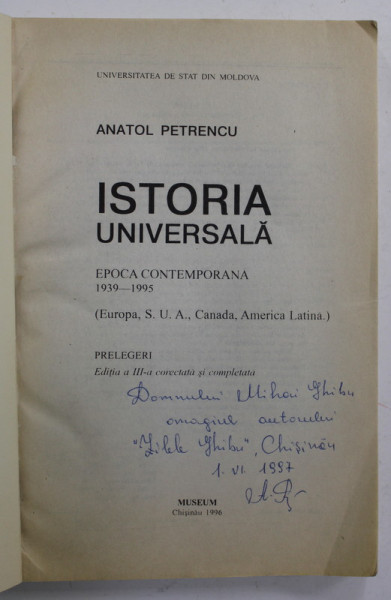 UNIVERSITATEA DE STAT DIN MOLDOVA
ANATOL PETRENCU
ISTORIA
UNIVERSALĂ
EPOCA CONTEMPORANĂ
1939—1995
(Europa, S. U. A., Canada, America Latina.)
PRELEGERI
Ediția a III-a corectată și completată
Domnului Mihai Ghibu
omagiul autorului
"Zilele Ghibu", Chișinău
1. VI. 1997
MUSEUM
Chișinău 1996